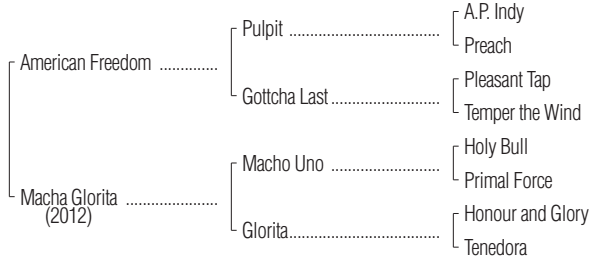 A.P. Indy
Pulpit ..........................................
Preach
American Freedom ................
Pleasant Tap
Gottcha Last..............................
Temper the Wind
Holy Bull
Macho Uno ..............................
Primal Force
Macha Glorita .........................
(2012)
Honour and Glory
Glorita..........................................
Tenedora